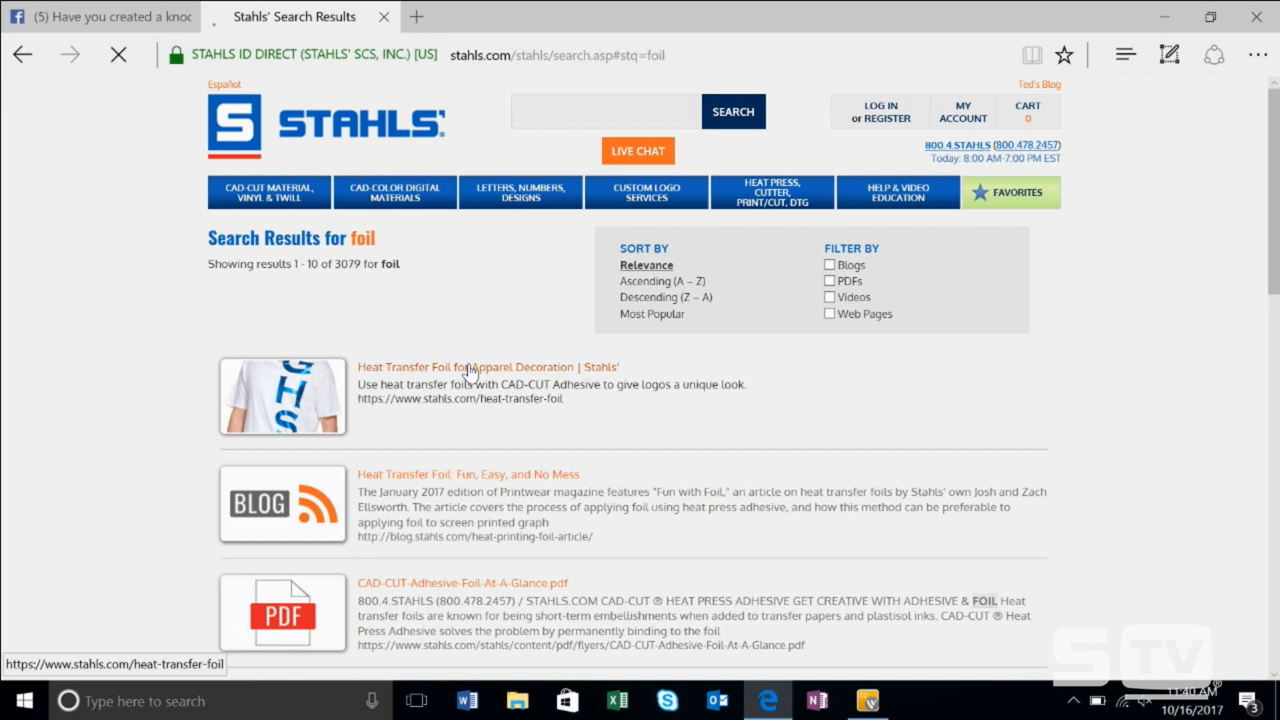 (5) Have you created a knoc
Stahls' Search Results
STAHLS ID DIRECT (STAHLS' SCS, INC.) [US]
stahls.com/stahls/search.asp#stq=foil
Español
Ted's Blog
S STAHLS'
SEARCH
LOG IN
or REGISTER
MY
ACCOUNT
CART
0
LIVE CHAT
800.4.STAHLS (800.478.2457)
Today: 8:00 AM-7:00 PM EST
CAD-CUT MATERIAL,
VINYL & TWILL
CAD-COLOR DIGITAL
MATERIALS
LETTERS, NUMBERS,
DESIGNS
CUSTOM LOGO
SERVICES
HEAT PRESS,
CUTTER,
PRINT/CUT, DTG
HELP & VIDEO
EDUCATION
FAVORITES
Search Results for foil
Showing results 1 - 10 of 3079 for foil
SORT BY
Relevance
Ascending (A – Z)
Descending (Z – A)
Most Popular
FILTER BY
Blogs
PDFs
Videos
Web Pages
GHS
Heat Transfer Foil for Apparel Decoration | Stahls'
Use heat transfer foils with CAD-CUT Adhesive to give logos a unique look.
https://www.stahls.com/heat-transfer-foil
BLOG
Heat Transfer Foil: Fun, Easy, and No Mess
The January 2017 edition of Printwear magazine features "Fun with Foil," an article on heat transfer foils by Stahls' own Josh and Zach
Ellsworth. The article covers the process of applying foil using heat press adhesive, and how this method can be preferable to
applying foil to screen printed graph
http://blog.stahls.com/heat-printing-foil-article/
PDF
CAD-CUT-Adhesive-Foil-At-A-Glance.pdf
800.4.STAHLS (800.478.2457) / STAHLS.COM CAD-CUT ® HEAT PRESS ADHESIVE GET CREATIVE WITH ADHESIVE & FOIL Heat
transfer foils are known for being short-term embellishments when added to transfer papers and plastisol inks. CAD-CUT ® Heat
Press Adhesive solves the problem by permanently binding to the foil
https://www.stahls.com/stahls/content/pdf/flyers/CAD-CUT-Adhesive-Foil-At-A-Glance.pdf
https://www.stahls.com/heat-transfer-foil
STV
Type here to search
11:40 AM
10/16/2017
3